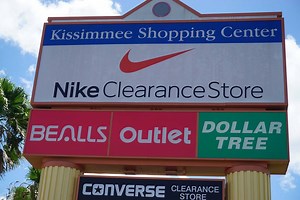 Kissimmee Shopping Center
Nike Clearance Store
BEALLS Outlet DOLLAR
TREE
CONVERSE CLEARANCE
STORE